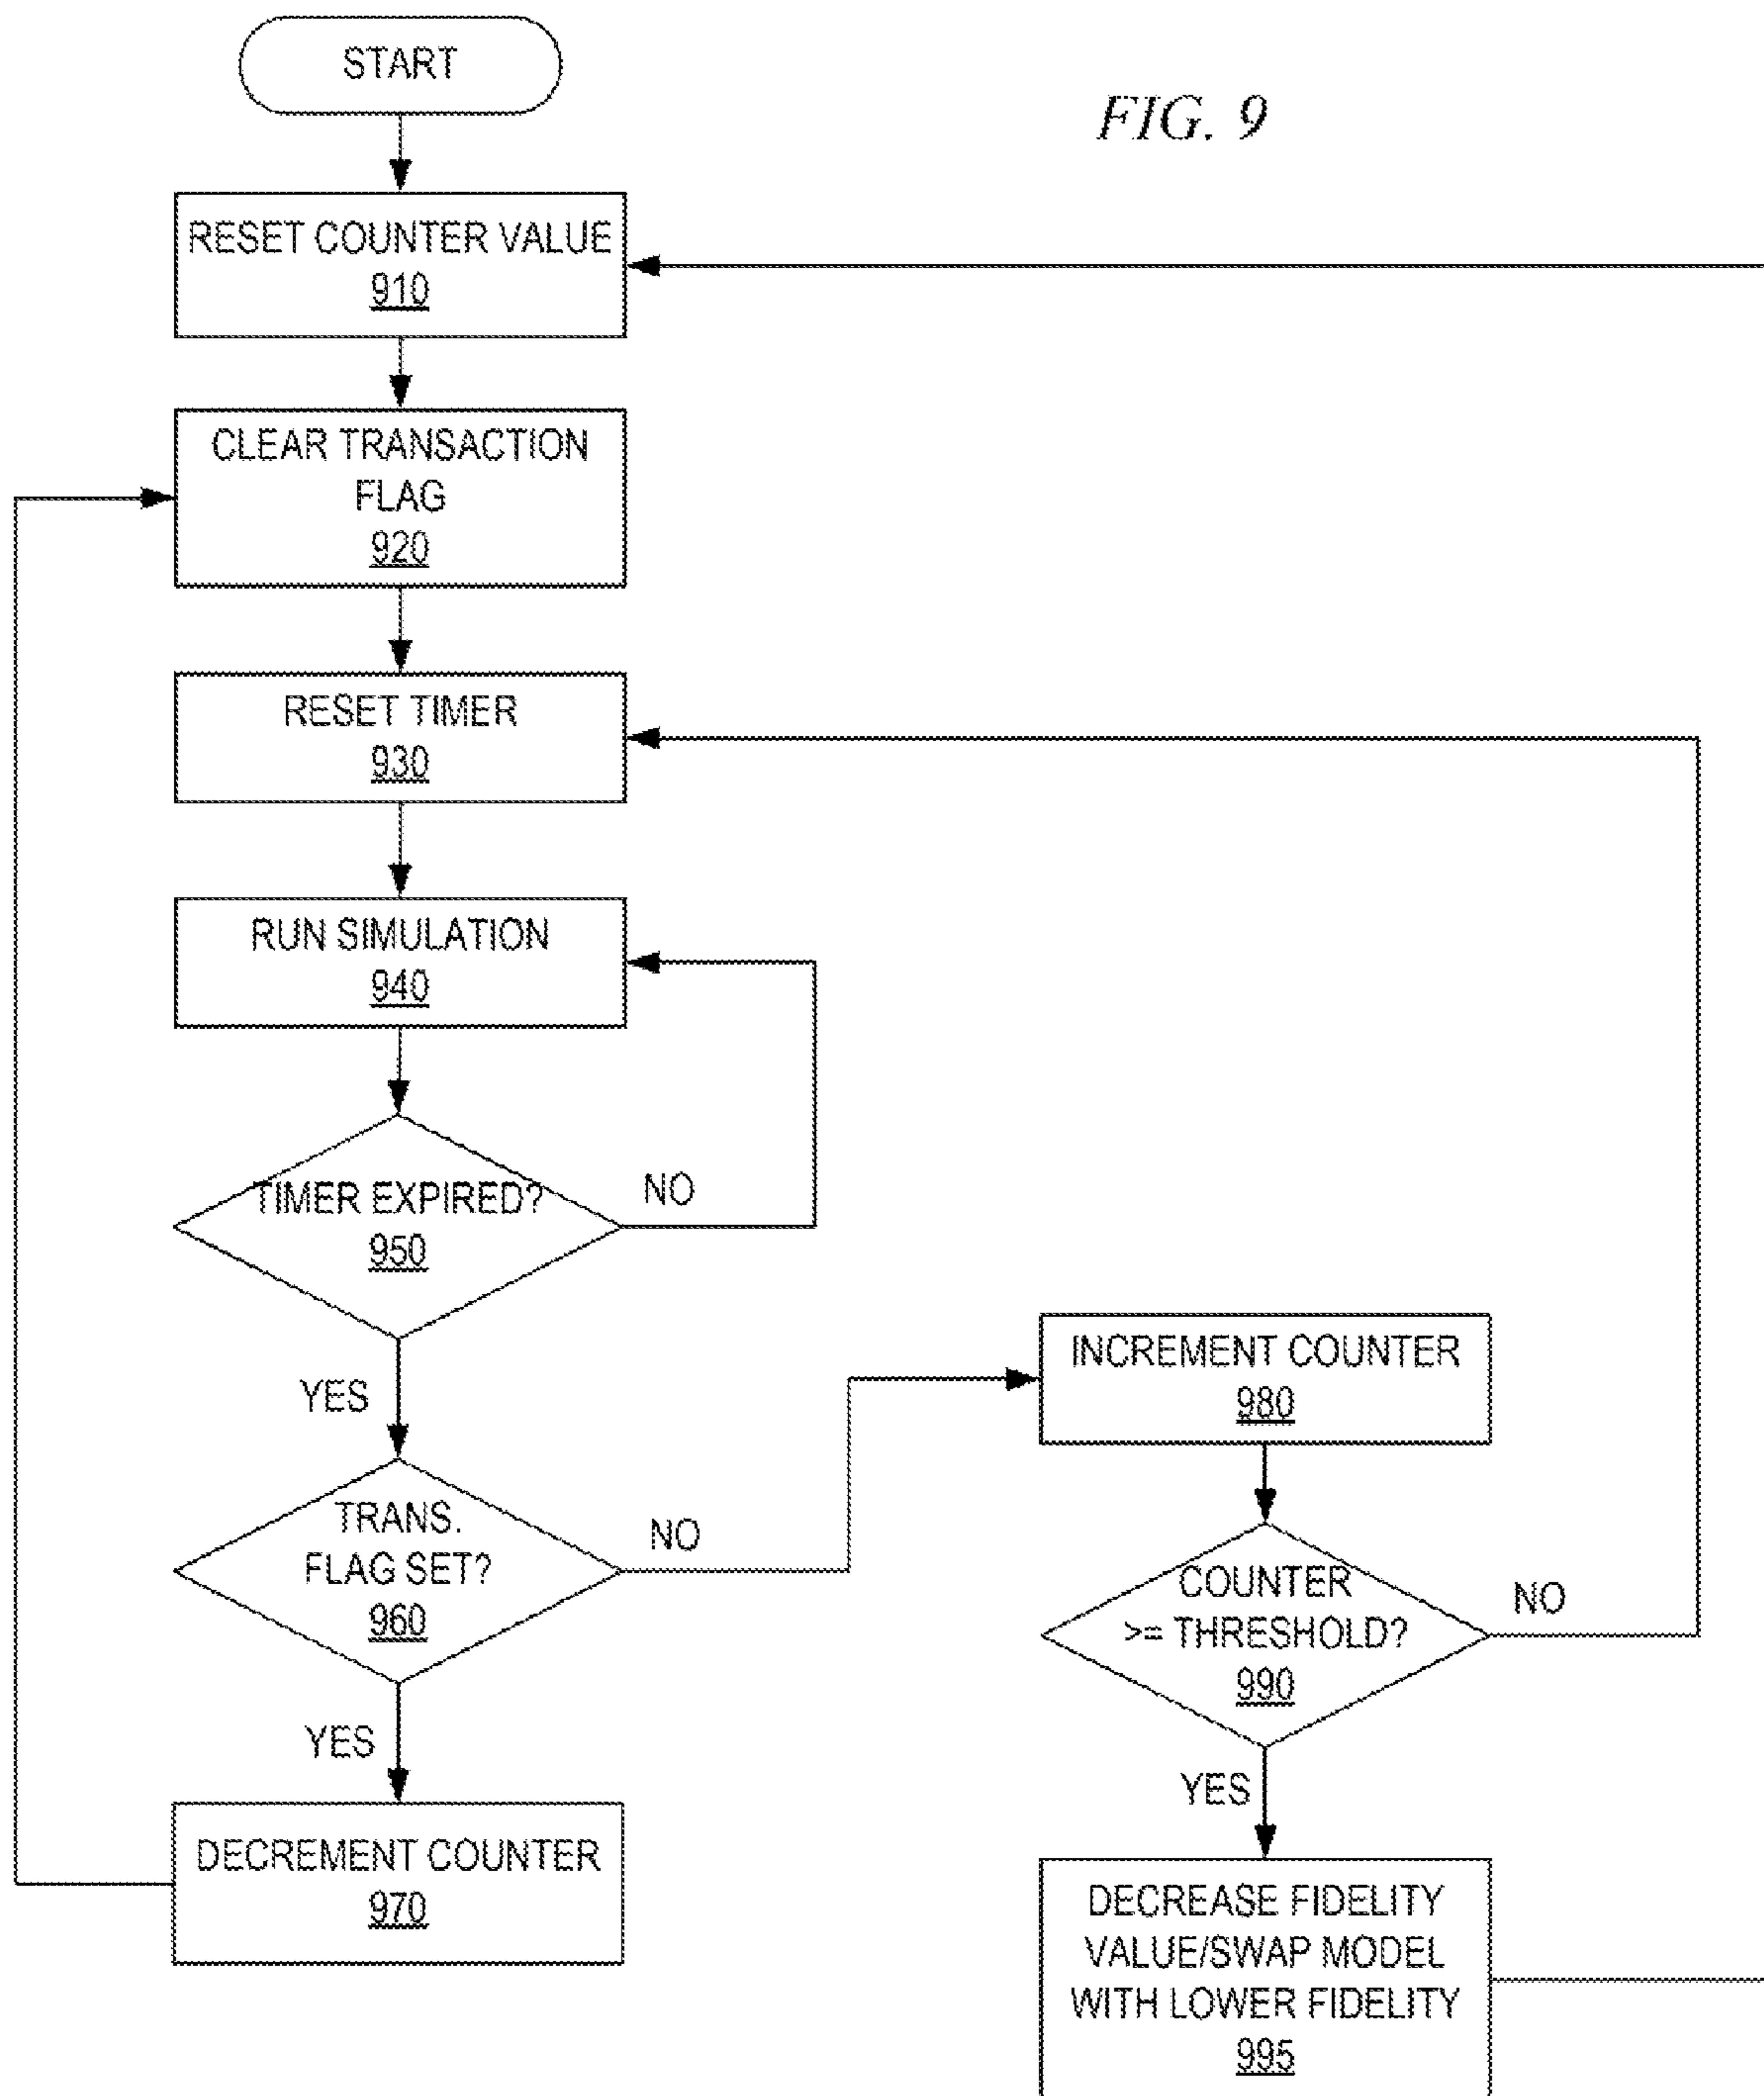 START
FIG. 9
RESET COUNTER VALUE
910
CLEAR TRANSACTION
FLAG
920
RESET TIMER
930
RUN SIMULATION
940
TIMER EXPIRED?
950
NO
YES
TRANS.
FLAG SET?
960
NO
YES
DECREMENT COUNTER
970
INCREMENT COUNTER
980
COUNTER
>= THRESHOLD?
990
NO
YES
DECREASE FIDELITY
VALUE/SWAP MODEL
WITH LOWER FIDELITY
995